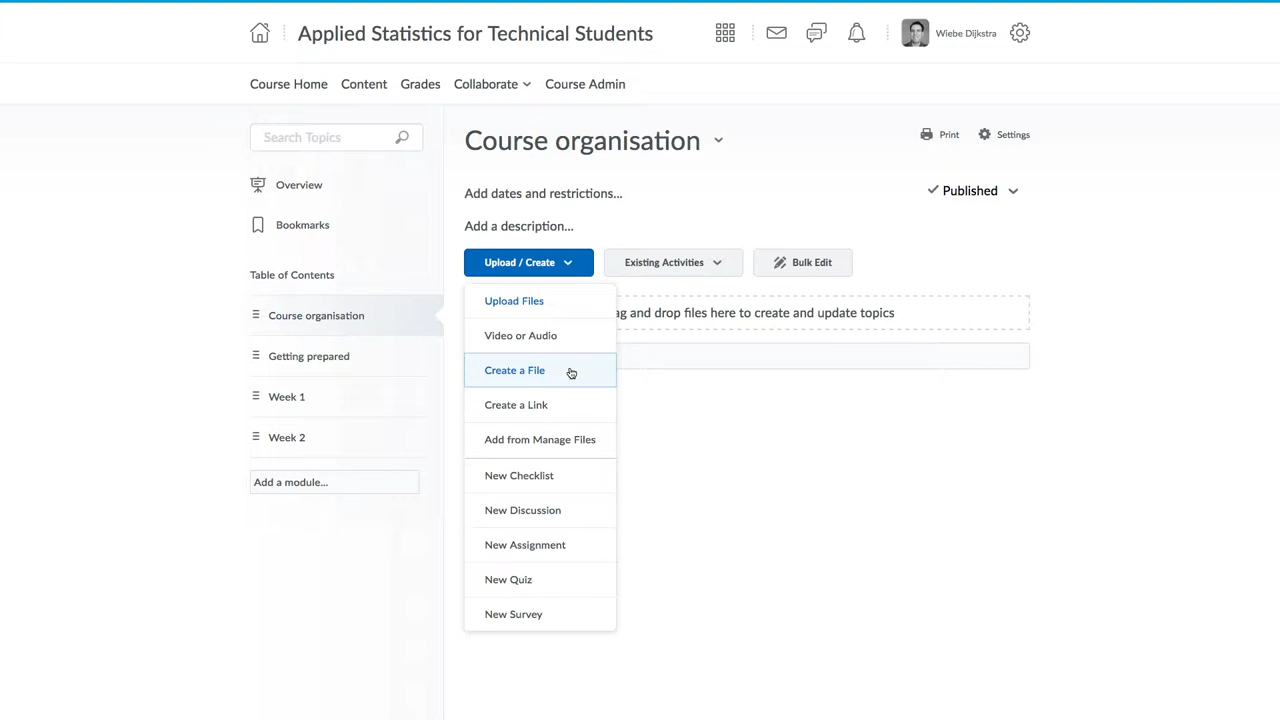 Applied Statistics for Technical Students
Wiebe Dijkstra
Course Home Content Grades Collaborate Course Admin
Search Topics
Overview
Bookmarks
Table of Contents
Course organisation
Getting prepared
Week 1
Week 2
Add a module...
Course organisation
Print Settings
Add dates and restrictions...
Published
Add a description...
Upload / Create Existing Activities Bulk Edit
Upload Files
Video or Audio
Create a File
Create a Link
Add from Manage Files
New Checklist
New Discussion
New Assignment
New Quiz
New Survey
ag and drop files here to create and update topics